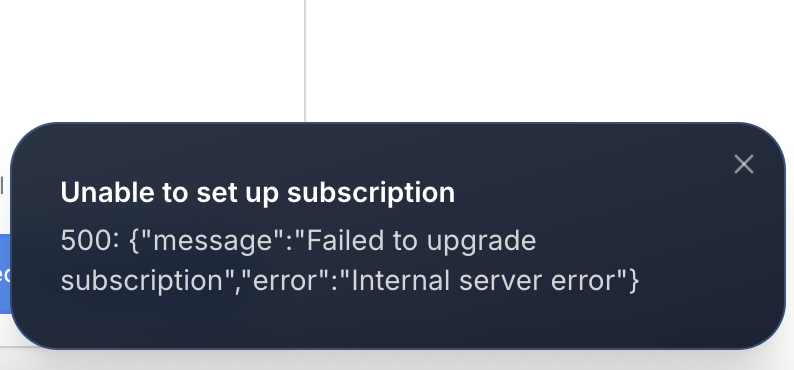 Unable to set up subscription
500: {"message":"Failed to upgrade
subscription","error":"Internal server error"}